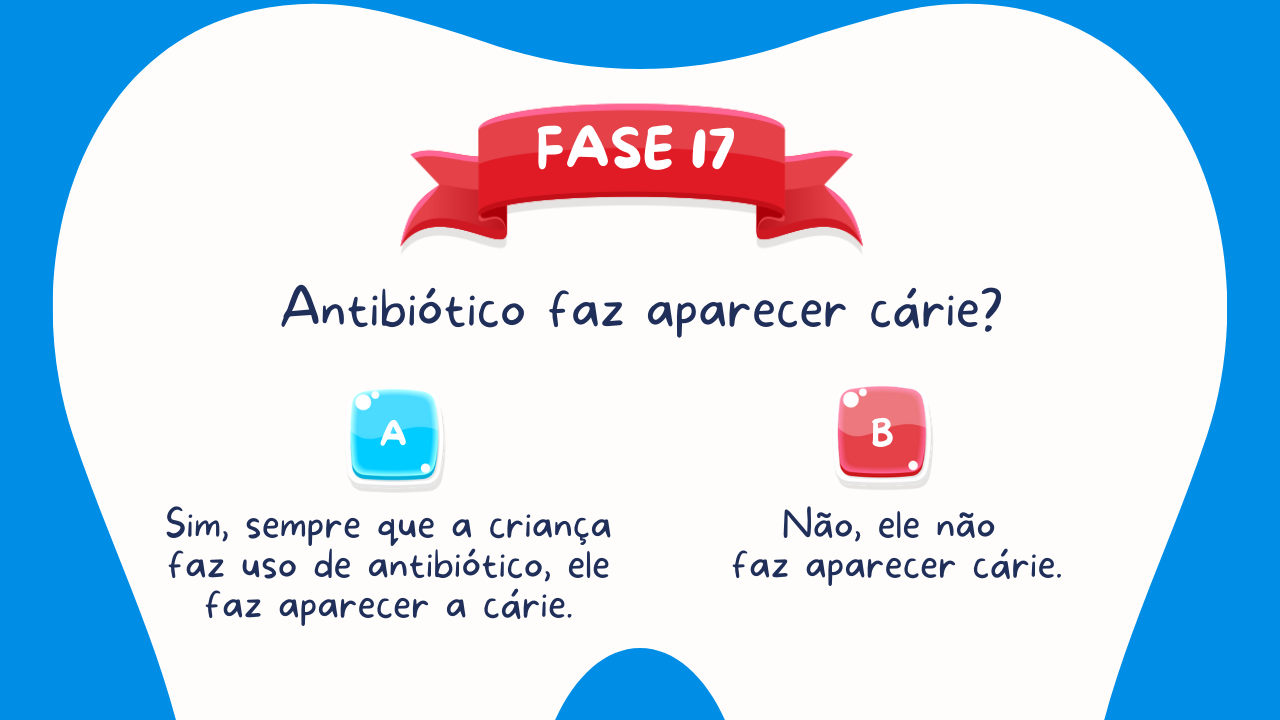 FASE 17
Antibiótico faz aparecer cárie?
A
Sim, sempre que a criança
faz uso de antibiótico, ele
faz aparecer a cárie.
B
Não, ele não
faz aparecer cárie.